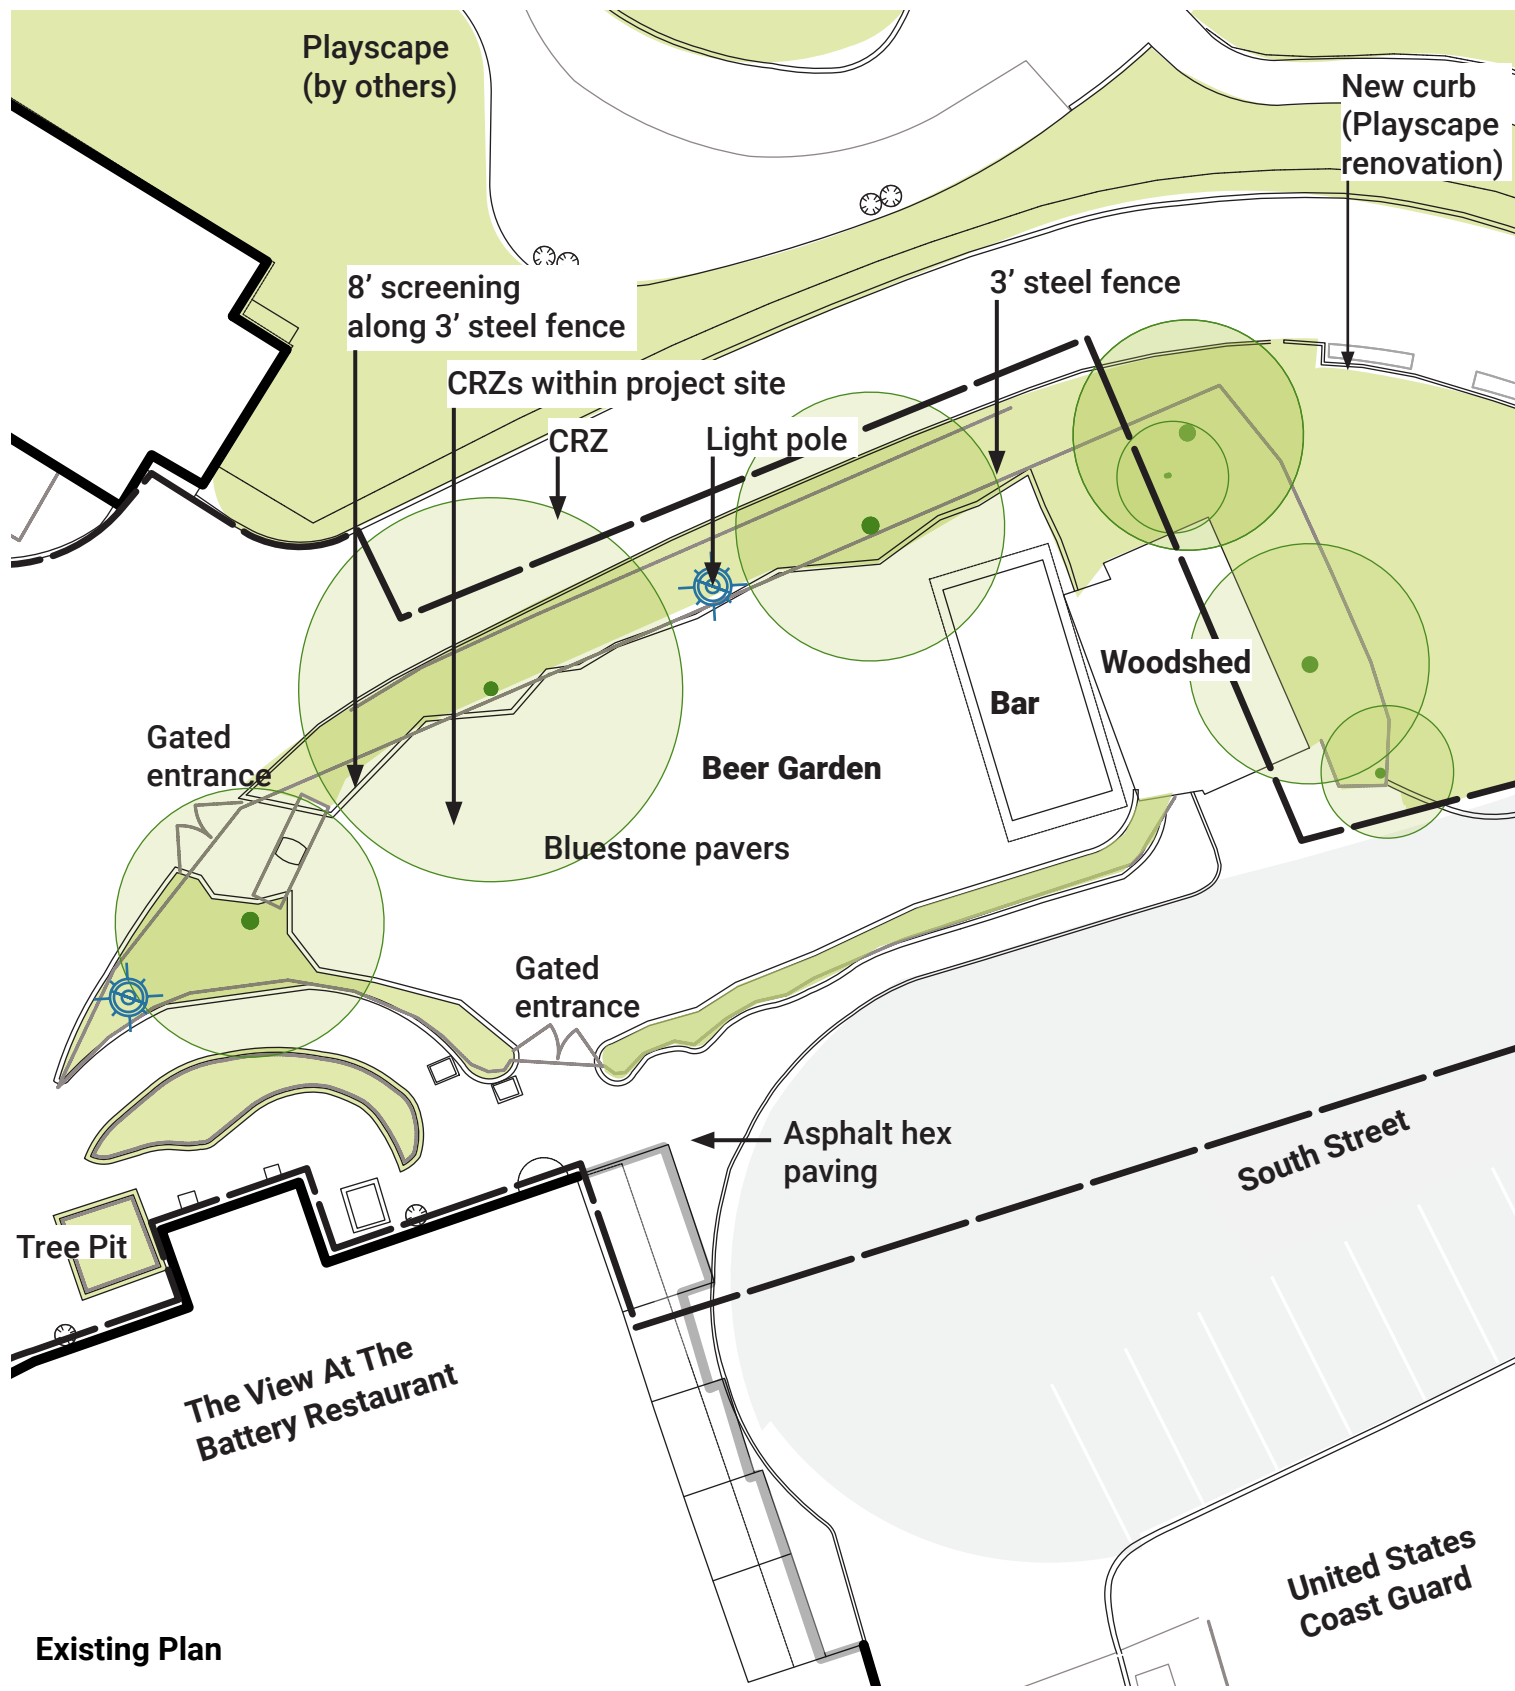 Playscape
(by others)
New curb
(Playscape
renovation)
8’ screening
along 3’ steel fence
3’ steel fence
CRZs within project site
CRZ
Light pole
Woodshed
Bar
Gated
entrance
Beer Garden
Bluestone pavers
Gated
entrance
Asphalt hex
paving
South Street
Tree Pit
The View At The
Battery Restaurant
United States
Coast Guard
Existing Plan